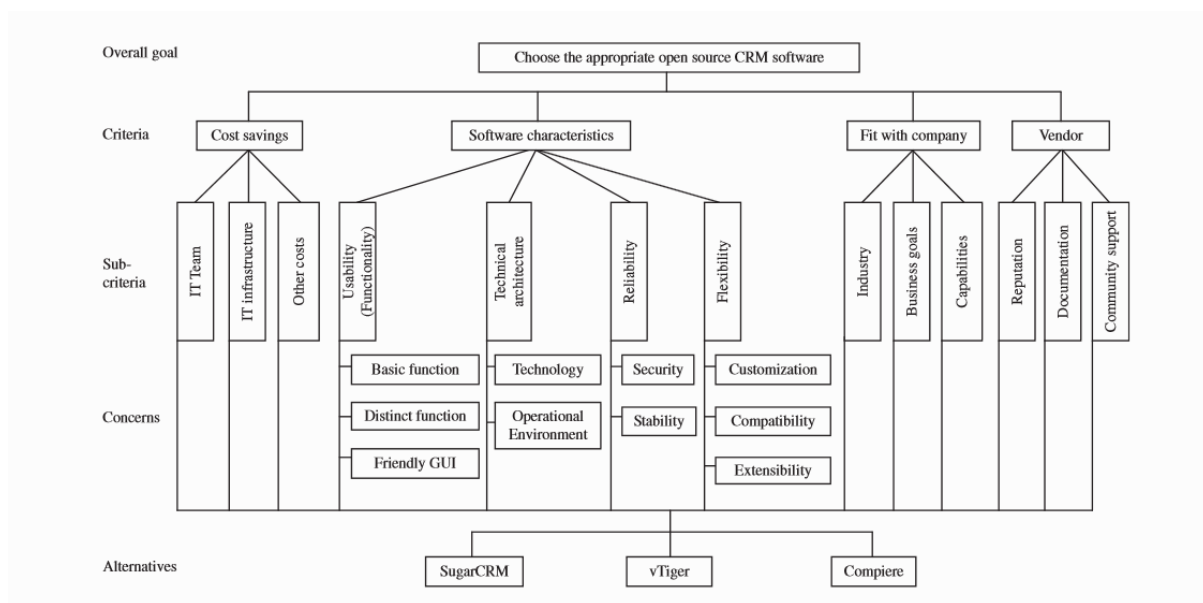 Overall goal
Choose the appropriate open source CRM software
Criteria
Cost savings
Software characteristics
Fit with company
Vendor
Sub-
criteria
IT Team
IT infrastructure
Other costs
Usability
(Functionality)
Technical
architecture
Reliability
Flexibility
Industry
Business goals
Capabilities
Reputation
Documentation
Community support
Concerns
Basic function
Distinct function
Friendly GUI
Technology
Operational
Environment
Security
Stability
Customization
Compatibility
Extensibility
Alternatives
SugarCRM
vTiger
Compiere